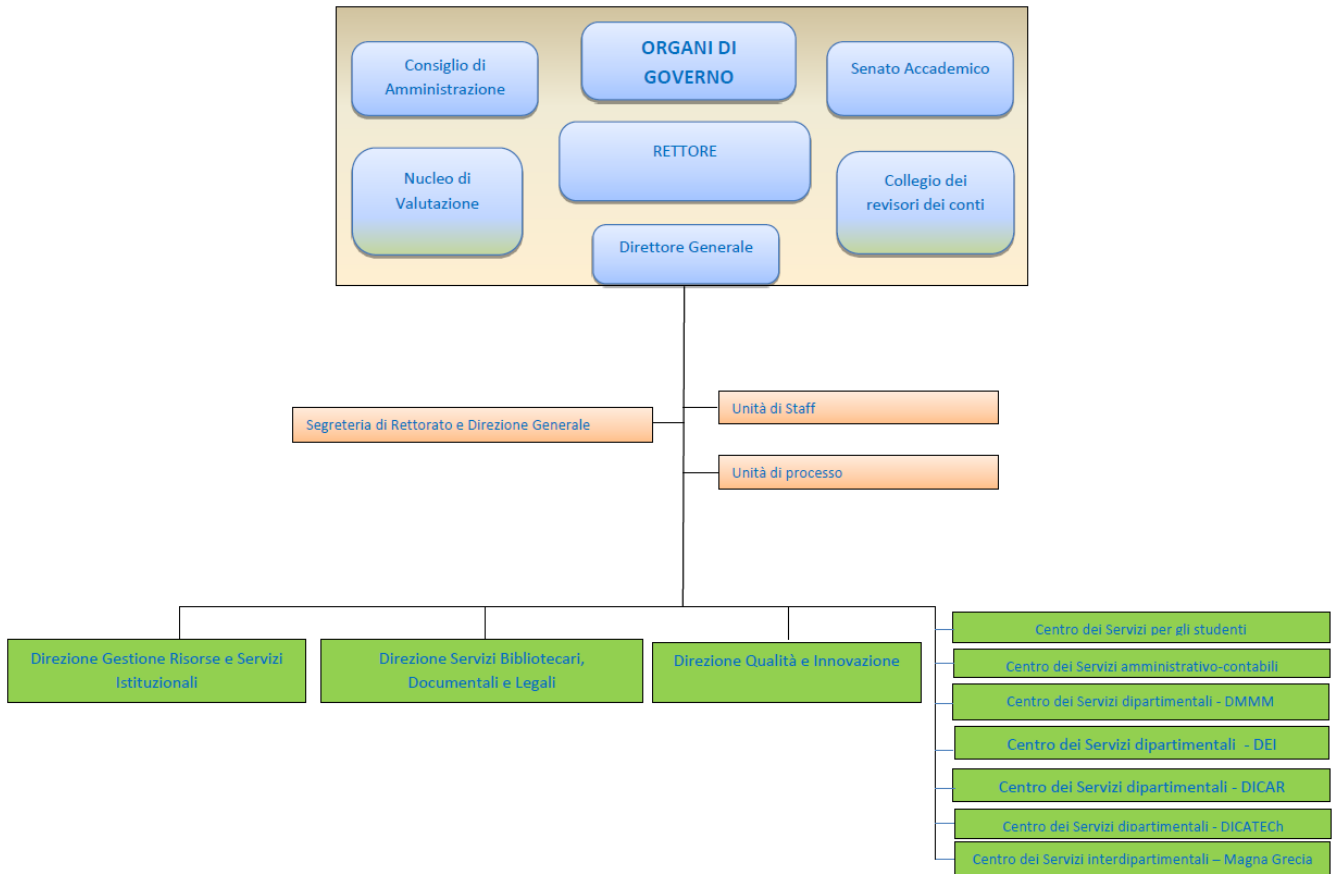 ORGANI DI
GOVERNO
Consiglio di
Amministrazione
Senato Accademico
RETTORE
Nucleo di
Valutazione
Collegio dei
revisori dei conti
Direttore Generale
Unità di Staff
Segreteria di Rettorato e Direzione Generale
Unità di processo
Direzione Gestione Risorse e Servizi
Istituzionali
Direzione Servizi Bibliotecari,
Documentali e Legali
Direzione Qualità e Innovazione
Centro dei Servizi per gli studenti
Centro dei Servizi amministrativo-contabili
Centro dei Servizi dipartimentali - DMMM
Centro dei Servizi dipartimentali - DEI
Centro dei Servizi dipartimentali - DICAR
Centro dei Servizi dipartimentali - DICATECh
Centro dei Servizi interdipartimentali – Magna Grecia